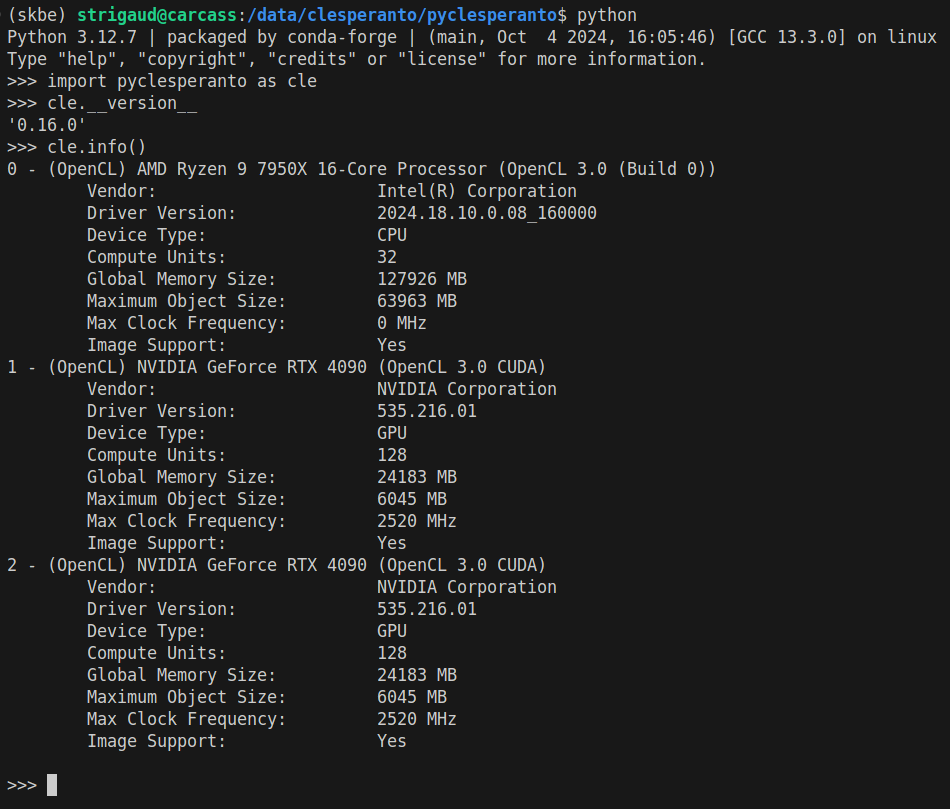 (skbe) strigaud@carcass:/data/clesperanto/pyclesperanto$ python
Python 3.12.7 | packaged by conda-forge | (main, Oct  4 2024, 16:05:46) [GCC 13.3.0] on linux
Type "help", "copyright", "credits" or "license" for more information.
>>> import pyclesperanto as cle
>>> cle.__version__
'0.16.0'
>>> cle.info()
0 - (OpenCL) AMD Ryzen 9 7950X 16-Core Processor (OpenCL 3.0 (Build 0))
        Vendor:                      Intel(R) Corporation
        Driver Version:              2024.18.10.0.08_160000
        Device Type:                 CPU
        Compute Units:               32
        Global Memory Size:          127926 MB
        Maximum Object Size:         63963 MB
        Max Clock Frequency:         0 MHz
        Image Support:               Yes
1 - (OpenCL) NVIDIA GeForce RTX 4090 (OpenCL 3.0 CUDA)
        Vendor:                      NVIDIA Corporation
        Driver Version:              535.216.01
        Device Type:                 GPU
        Compute Units:               128
        Global Memory Size:          24183 MB
        Maximum Object Size:         6045 MB
        Max Clock Frequency:         2520 MHz
        Image Support:               Yes
2 - (OpenCL) NVIDIA GeForce RTX 4090 (OpenCL 3.0 CUDA)
        Vendor:                      NVIDIA Corporation
        Driver Version:              535.216.01
        Device Type:                 GPU
        Compute Units:               128
        Global Memory Size:          24183 MB
        Maximum Object Size:         6045 MB
        Max Clock Frequency:         2520 MHz
        Image Support:               Yes
>>>